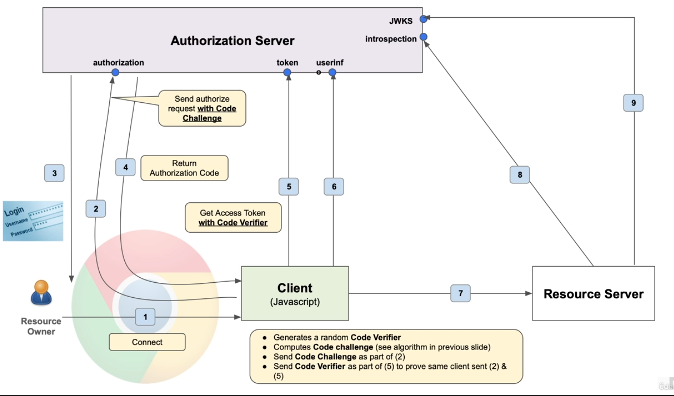 JWKS
Authorization Server
introspection
authorization
token
userinf
Send authorize
request with Code
Challenge
9
3
4
Return
Authorization Code
8
Login
Username
Password
2
5
6
Get Access Token
with Code Verifier
Client
(Javascript)
7
Resource Server
Resource
Owner
1
Connect
Generates a random Code Verifier
Computes Code challenge (see algorithm in previous slide)
Send Code Challenge as part of (2)
Send Code Verifier as part of (5) to prove same client sent (2) &
(5)